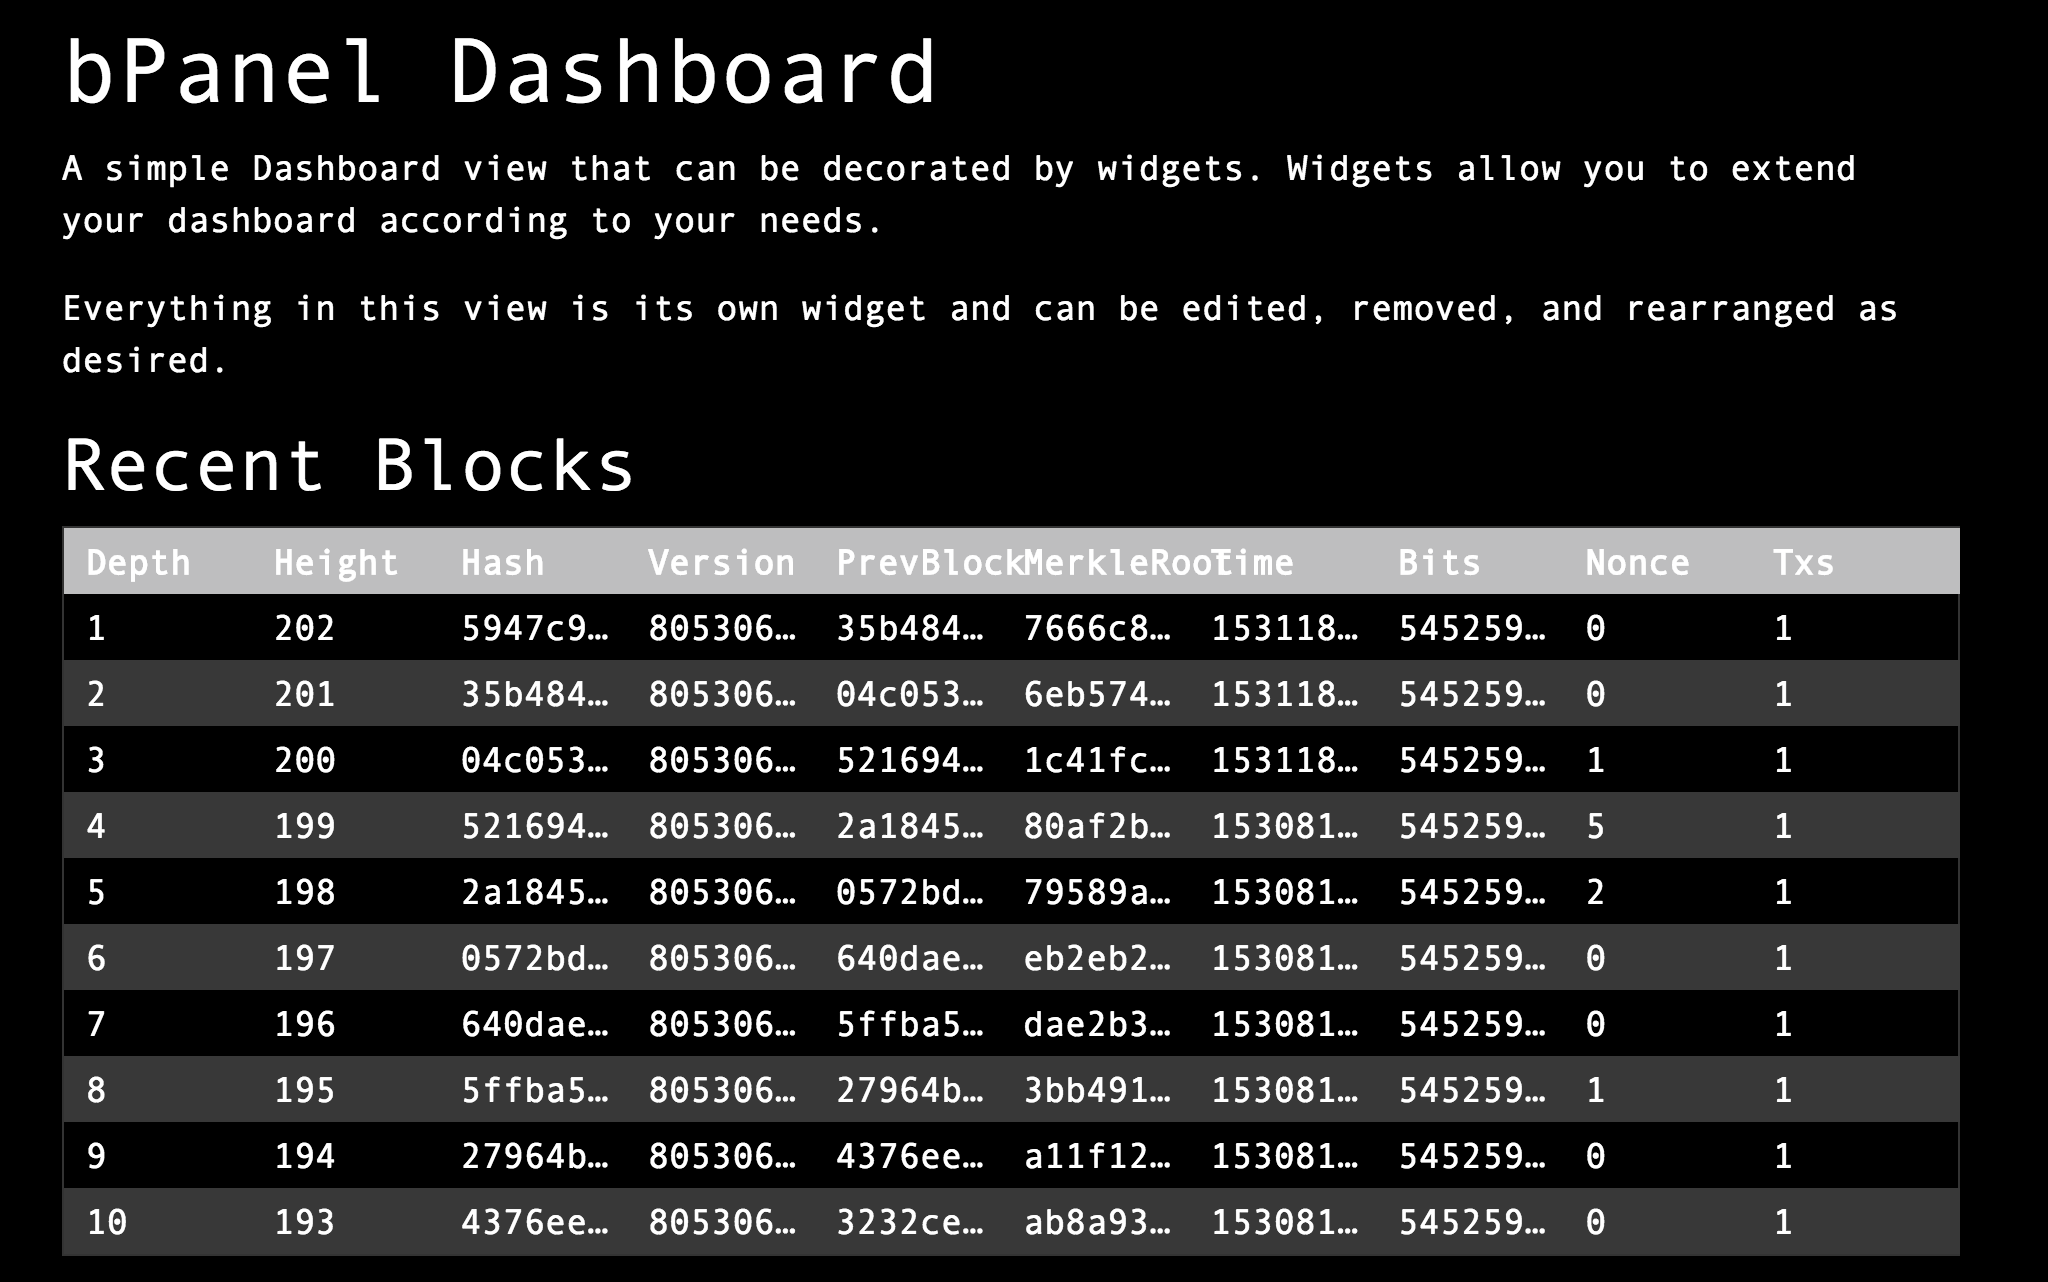 bPanel Dashboard
A simple Dashboard view that can be decorated by widgets. Widgets allow you to extend
your dashboard according to your needs.
Everything in this view is its own widget and can be edited, removed, and rearranged as
desired.
Recent Blocks
Depth Height Hash Version PrevBlock MerkleRoot Time Bits Nonce Txs
1 202 5947c9… 805306… 35b484… 7666c8… 153118… 545259… 0 1
2 201 35b484… 805306… 04c053… 6eb574… 153118… 545259… 0 1
3 200 04c053… 805306… 521694… 1c41fc… 153118… 545259… 1 1
4 199 521694… 805306… 2a1845… 80af2b… 153081… 545259… 5 1
5 198 2a1845… 805306… 0572bd… 79589a… 153081… 545259… 2 1
6 197 0572bd… 805306… 640dae… eb2eb2… 153081… 545259… 0 1
7 196 640dae… 805306… 5ffba5… dae2b3… 153081… 545259… 0 1
8 195 5ffba5… 805306… 27964b… 3bb491… 153081… 545259… 1 1
9 194 27964b… 805306… 4376ee… a11f12… 153081… 545259… 0 1
10 193 4376ee… 805306… 3232ce… ab8a93… 153081… 545259… 0 1